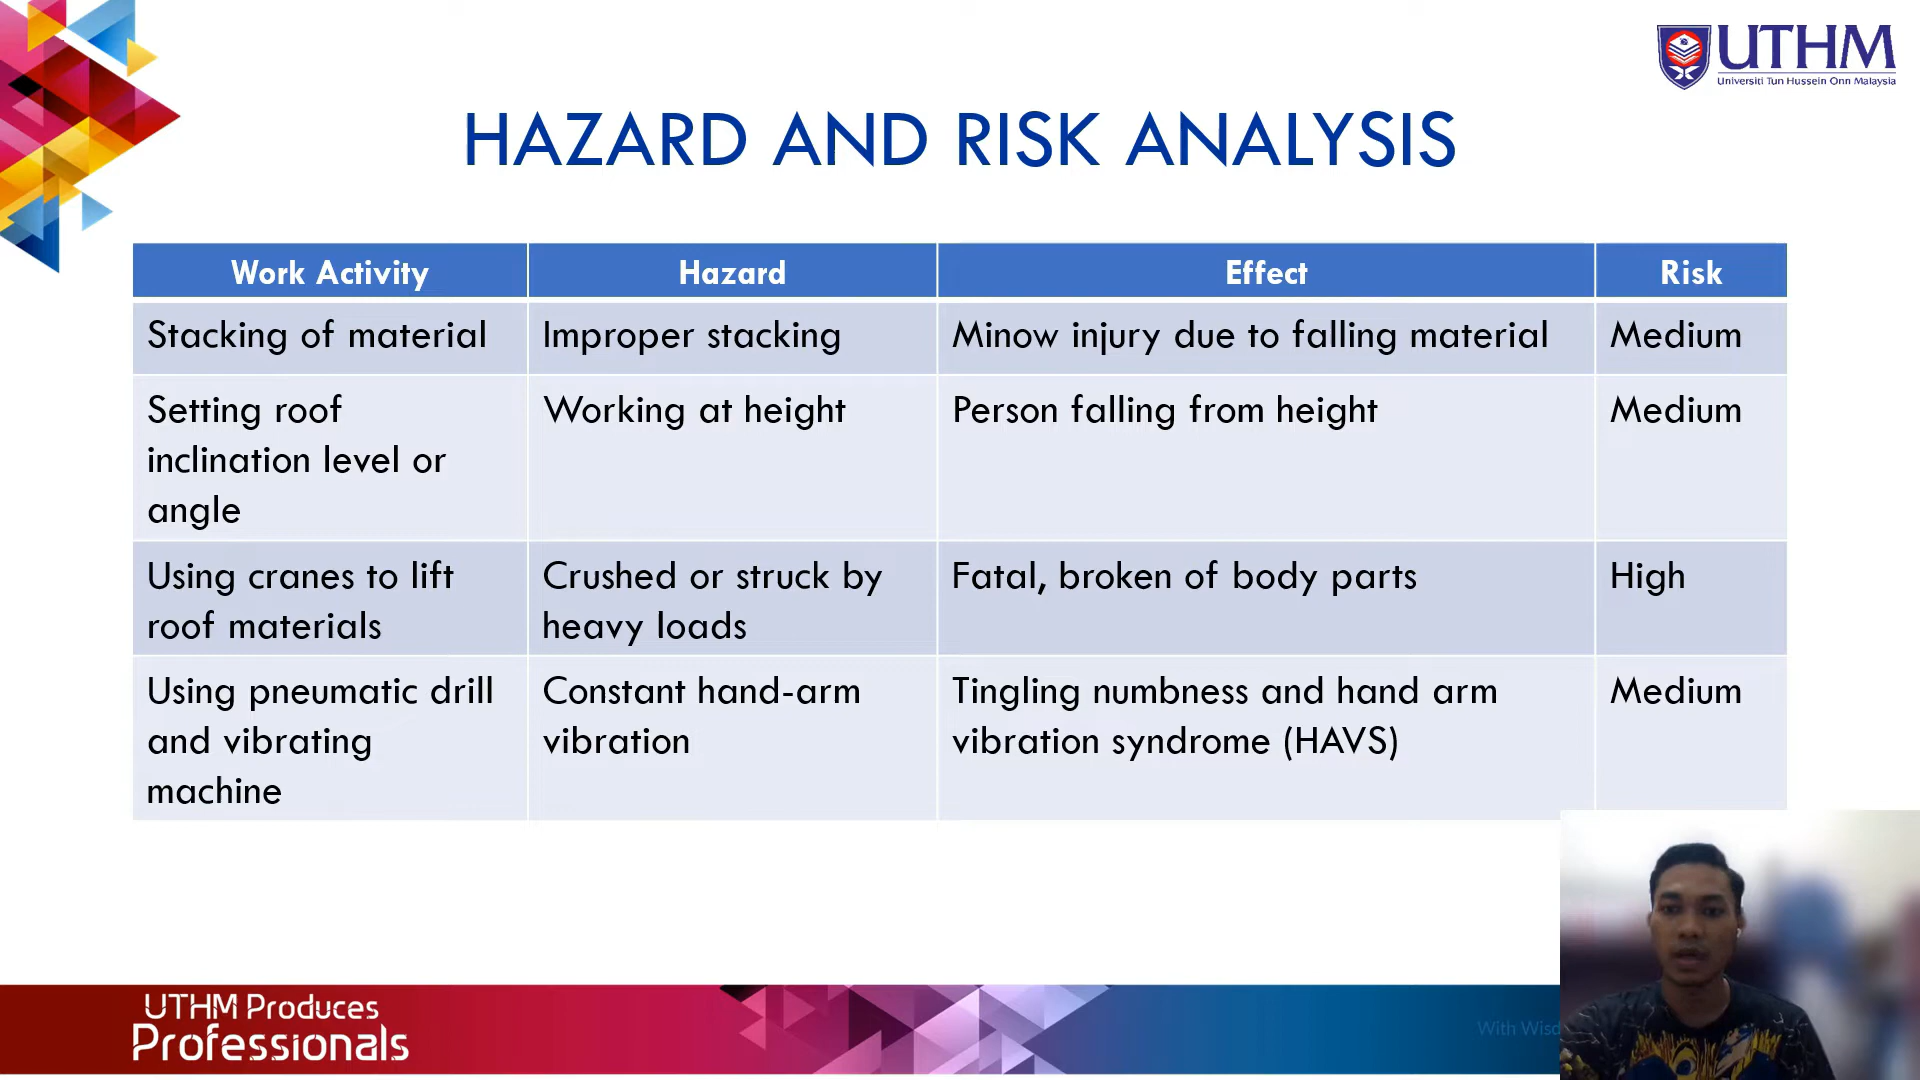 UTHM
Universiti Tun Hussein Onn Malaysia
HAZARD AND RISK ANALYSIS
Work Activity Hazard Effect Risk
Stacking of material Improper stacking Minow injury due to falling material Medium
Setting roof Working at height Person falling from height Medium
inclination level or
angle
Using cranes to lift Crushed or struck by Fatal, broken of body parts High
roof materials heavy loads
Using pneumatic drill Constant hand-arm Tingling numbness and hand arm Medium
and vibrating vibration vibration syndrome (HAVS)
machine
UTHM Produces
Professionals
With